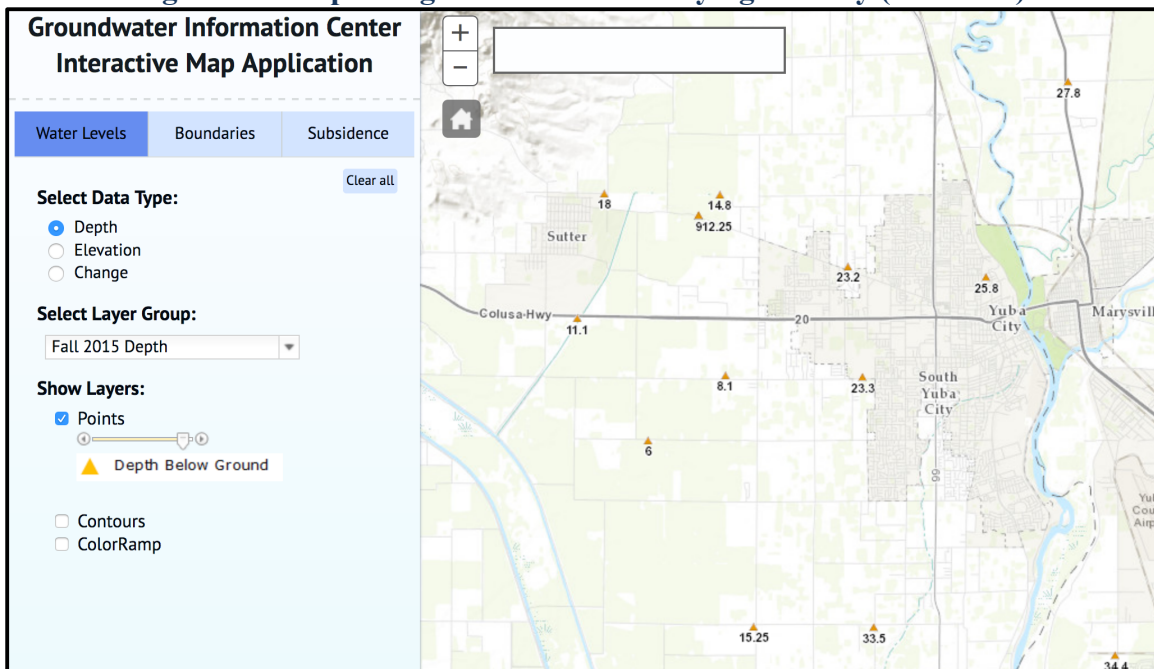 Groundwater Information Center
Interactive Map Application
Water Levels
Boundaries
Subsidence
Clear all
Select Data Type:
Depth
Elevation
Change
Select Layer Group:
Fall 2015 Depth
Show Layers:
Points
Depth Below Ground
Contours
ColorRamp
+
−
27.8
18
14.8
912.25
Sutter
23.2
25.8
Colusa-Hwy
11.1
20
Yuba
City
Marysvill
8.1
23.3
South
Yuba
City
6
99
Yu
Cou
Airp
15.25
33.5
34.4